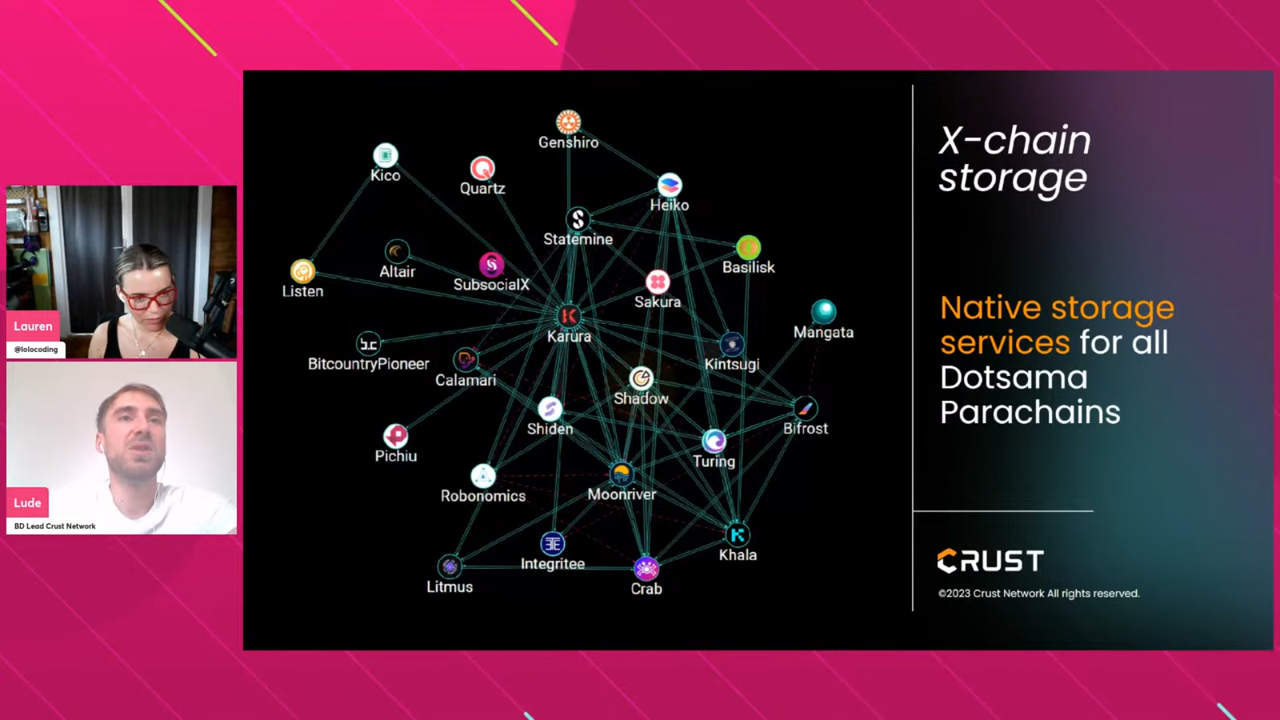 Lauren
@lolocoding
Lude
BD Lead Crust Network
Genshiro
Kico
Quartz
Heiko
Statemine
Altair
SubsocialX
Basilisk
Listen
Sakura
Mangata
Karura
BitcountryPioneer
Calamari
Kintsugi
Shadow
Shiden
Bifrost
Pichiu
Turing
Robonomics
Moonriver
Khala
Integritee
Litmus
Crab
X-chain
storage
Native storage
services for all
Dotsama
Parachains
CRUST
©2023 Crust Network All rights reserved.